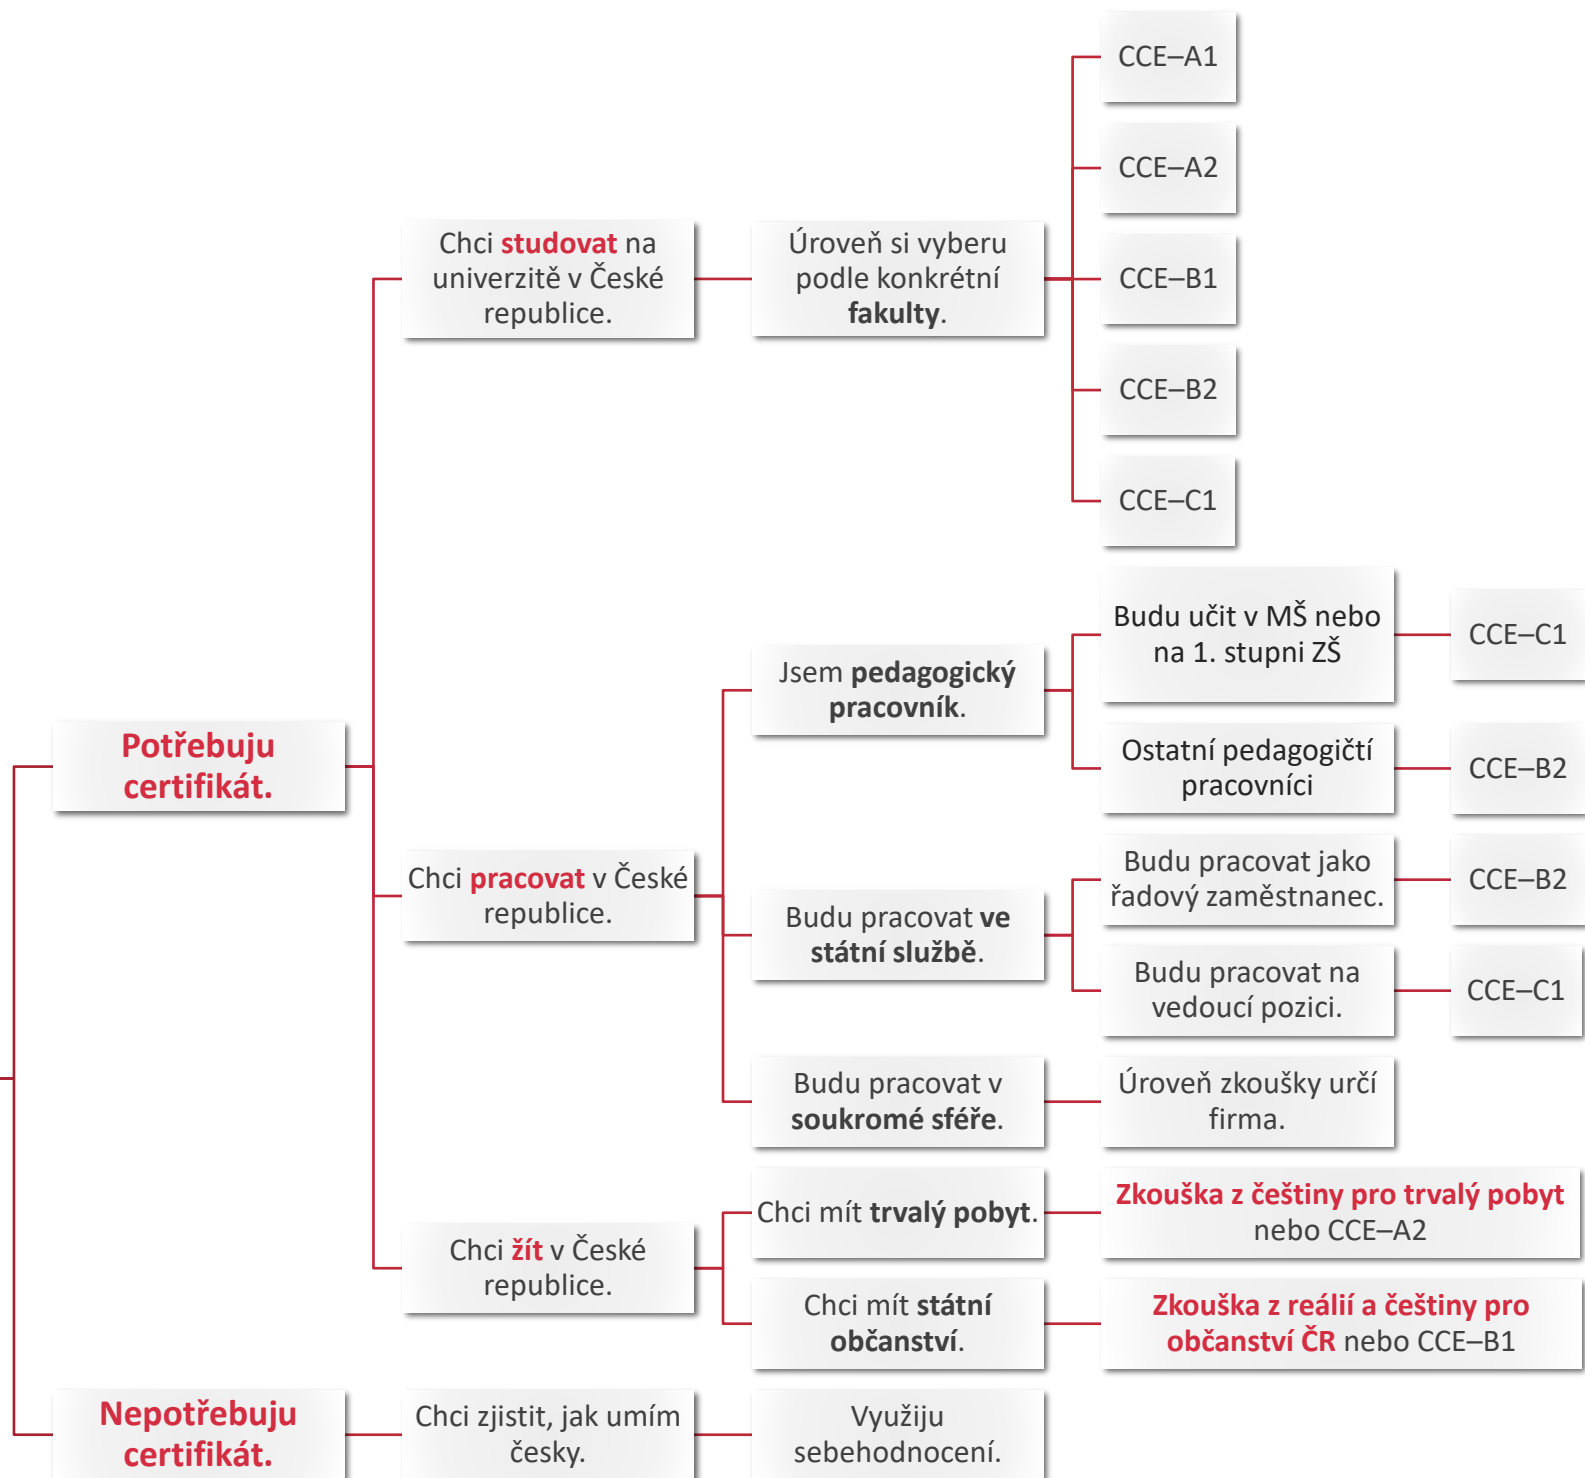 Potřebuju
certifikát.
Chci studovat na
univerzitě v České
republice.
Úroveň si vyberu
podle konkrétní
fakulty.
CCE–A1
CCE–A2
CCE–B1
CCE–B2
CCE–C1
Chci pracovat v České
republice.
Jsem pedagogický
pracovník.
Budu učit v MŠ nebo
na 1. stupni ZŠ
CCE–C1
Ostatní pedagogičtí
pracovníci
CCE–B2
Budu pracovat ve
státní službě.
Budu pracovat jako
řadový zaměstnanec.
CCE–B2
Budu pracovat na
vedoucí pozici.
CCE–C1
Budu pracovat v
soukromé sféře.
Úroveň zkoušky určí
firma.
Chci žít v České
republice.
Chci mít trvalý pobyt.
Zkouška z češtiny pro trvalý pobyt
nebo CCE–A2
Chci mít státní
občanství.
Zkouška z reálií a češtiny pro
občanství ČR nebo CCE–B1
Nepotřebuju
certifikát.
Chci zjistit, jak umím
česky.
Využiju
sebehodnocení.